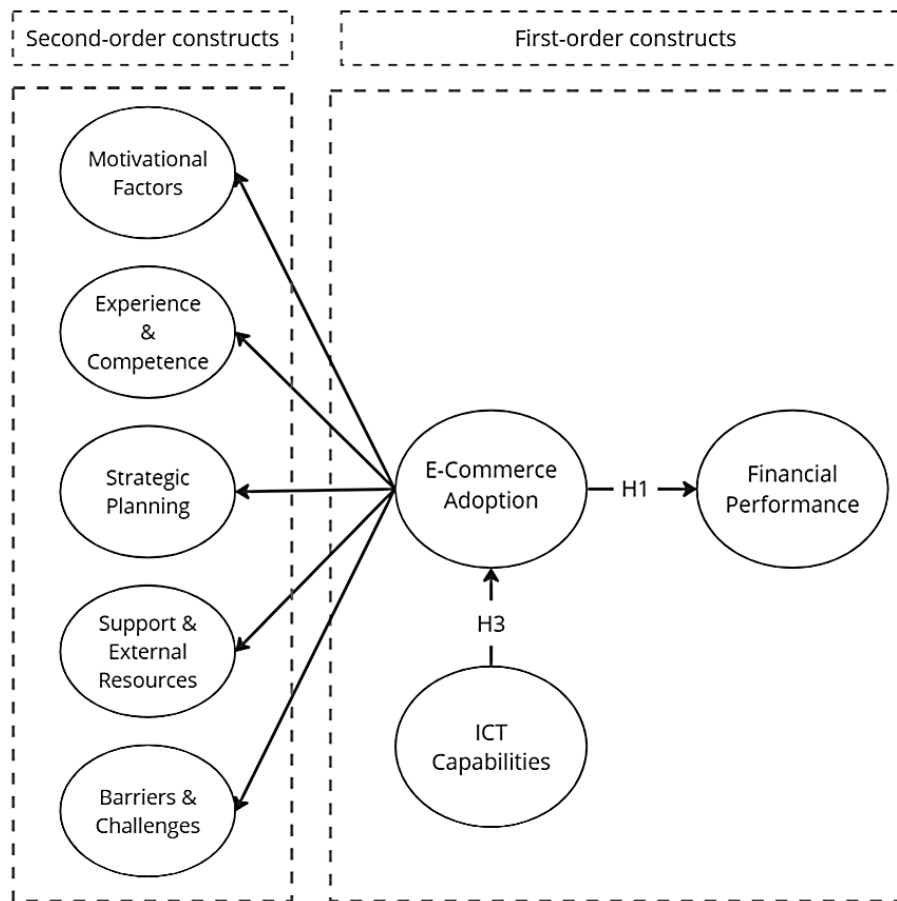 Second-order constructs
First-order constructs
Motivational
Factors
Experience
&
Competence
Strategic
Planning
Support &
External
Resources
Barriers &
Challenges
E-Commerce
Adoption
H1
Financial
Performance
H3
ICT
Capabilities